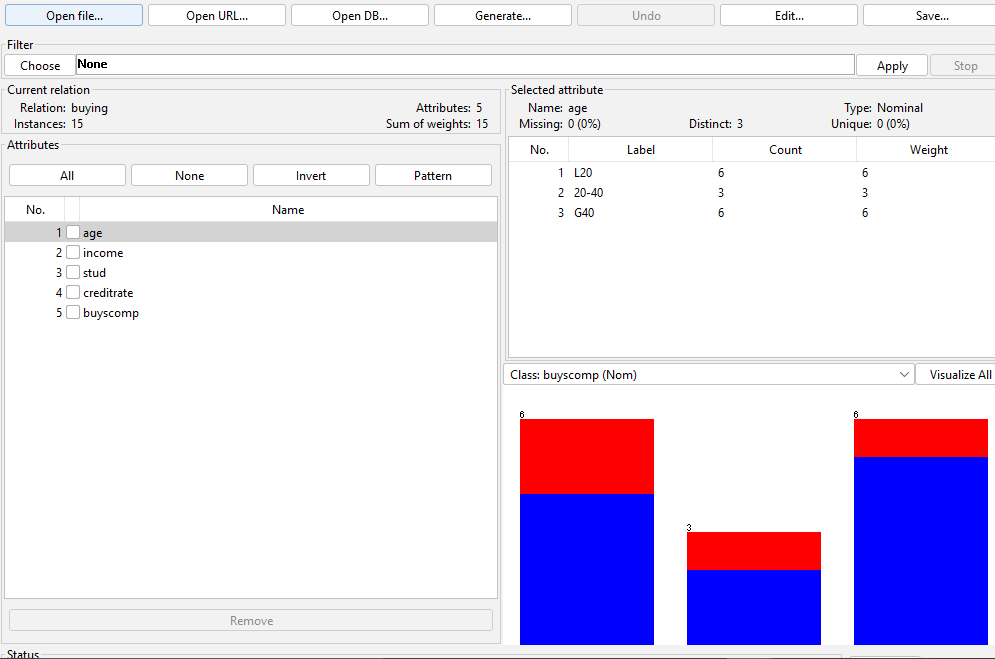 Open file... Open URL... Open DB... Generate... Undo Edit... Save...
Filter
Choose None Apply Stop
Current relation
Relation: buying Attributes: 5
Instances: 15 Sum of weights: 15
Attributes
All None Invert Pattern
No. Name
1 age
2 income
3 stud
4 creditrate
5 buyscomp
Remove
Status
Selected attribute
Name: age Type: Nominal
Missing: 0 (0%) Distinct: 3 Unique: 0 (0%)
No. Label Count Weight
1 L20 6 6
2 20-40 3 3
3 G40 6 6
Class: buyscomp (Nom) Visualize All
6 3 6